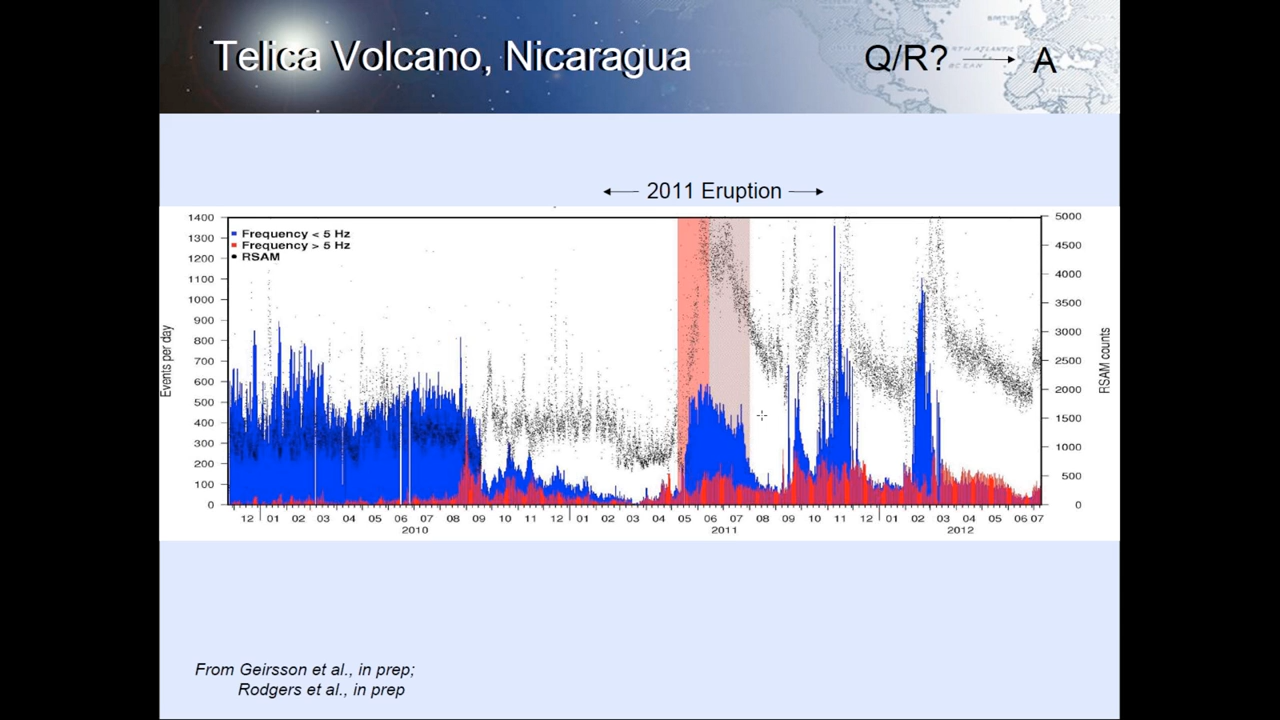 Telica Volcano, Nicaragua
Q/R? → A
2011 Eruption
Frequency < 5 Hz
Frequency > 5 Hz
RSAM
Events per day
1400
1300
1200
1100
1000
900
800
700
600
500
400
300
200
100
0
RSAM counts
5000
4500
4000
3500
3000
2500
2000
1500
1000
500
0
12 01 02 03 04 05 06 07 08 09 10 11 12 01 02 03 04 05 06 07 08 09 10 11 12 01 02 03 04 05 06 07
2010 2011 2012
From Geirsson et al., in prep;
Rodgers et al., in prep